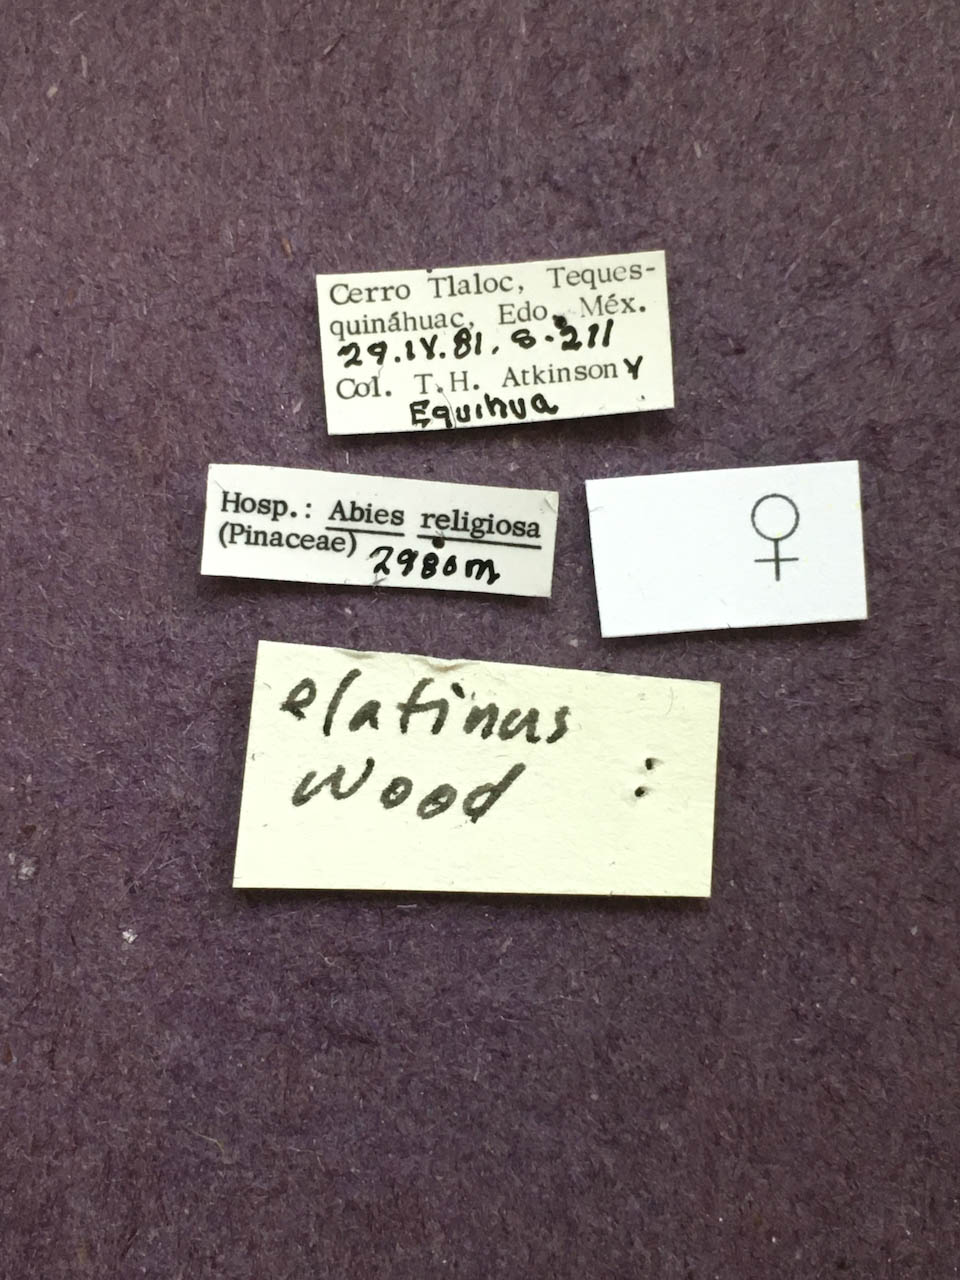 Cerro Tlaloc, Teques-
quináhuac, Edo. Méx.
29.IV.81. S-211
Col. T.H. Atkinson Y
Equihua
Hosp.: Abies religiosa
(Pinaceae) 2980m
♀
elatinus
Wood